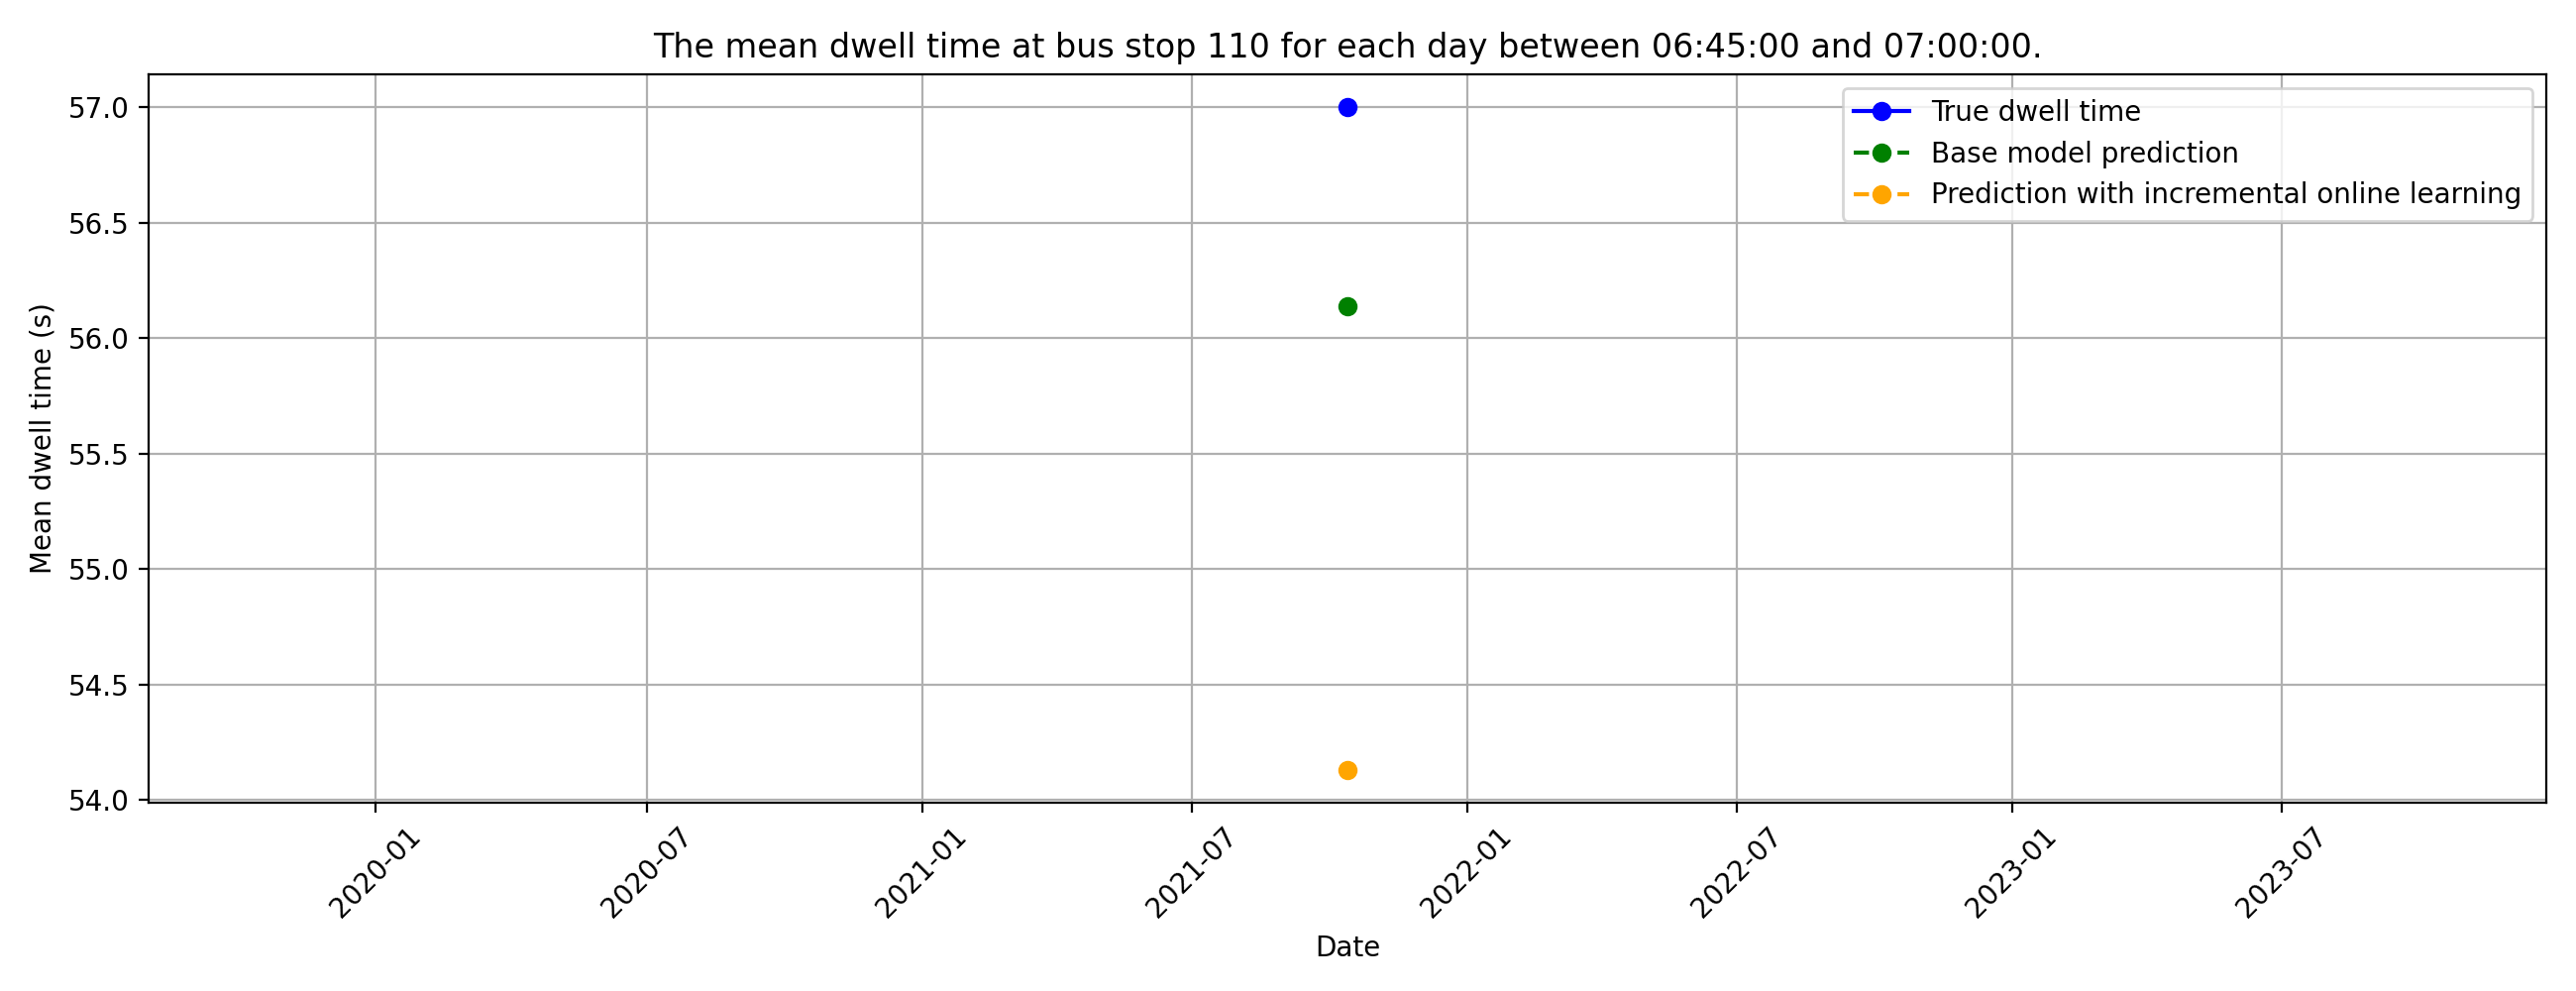 The mean dwell time at bus stop 110 for each day between 06:45:00 and 07:00:00.
Mean dwell time (s)
57.0
56.5
56.0
55.5
55.0
54.5
54.0
True dwell time
Base model prediction
Prediction with incremental online learning
2020-01
2020-07
2021-01
2021-07
2022-01
2022-07
2023-01
2023-07
Date